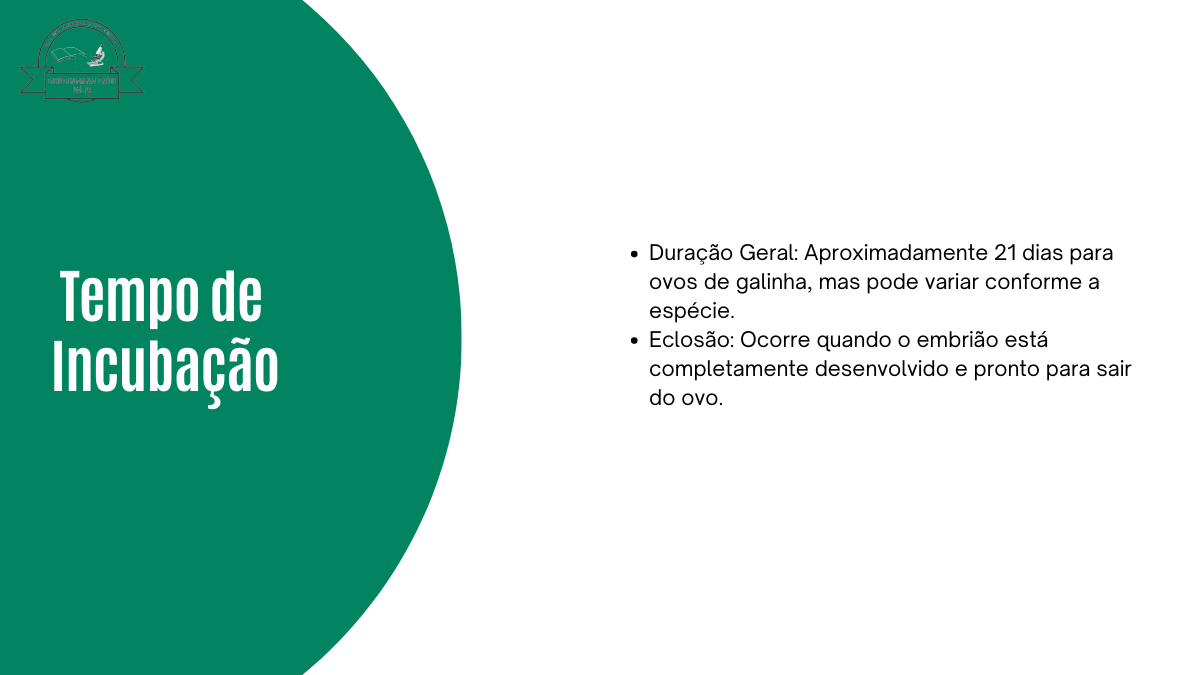 Tempo de
Incubação
• Duração Geral: Aproximadamente 21 dias para
ovos de galinha, mas pode variar conforme a
espécie.
• Eclosão: Ocorre quando o embrião está
completamente desenvolvido e pronto para sair
do ovo.